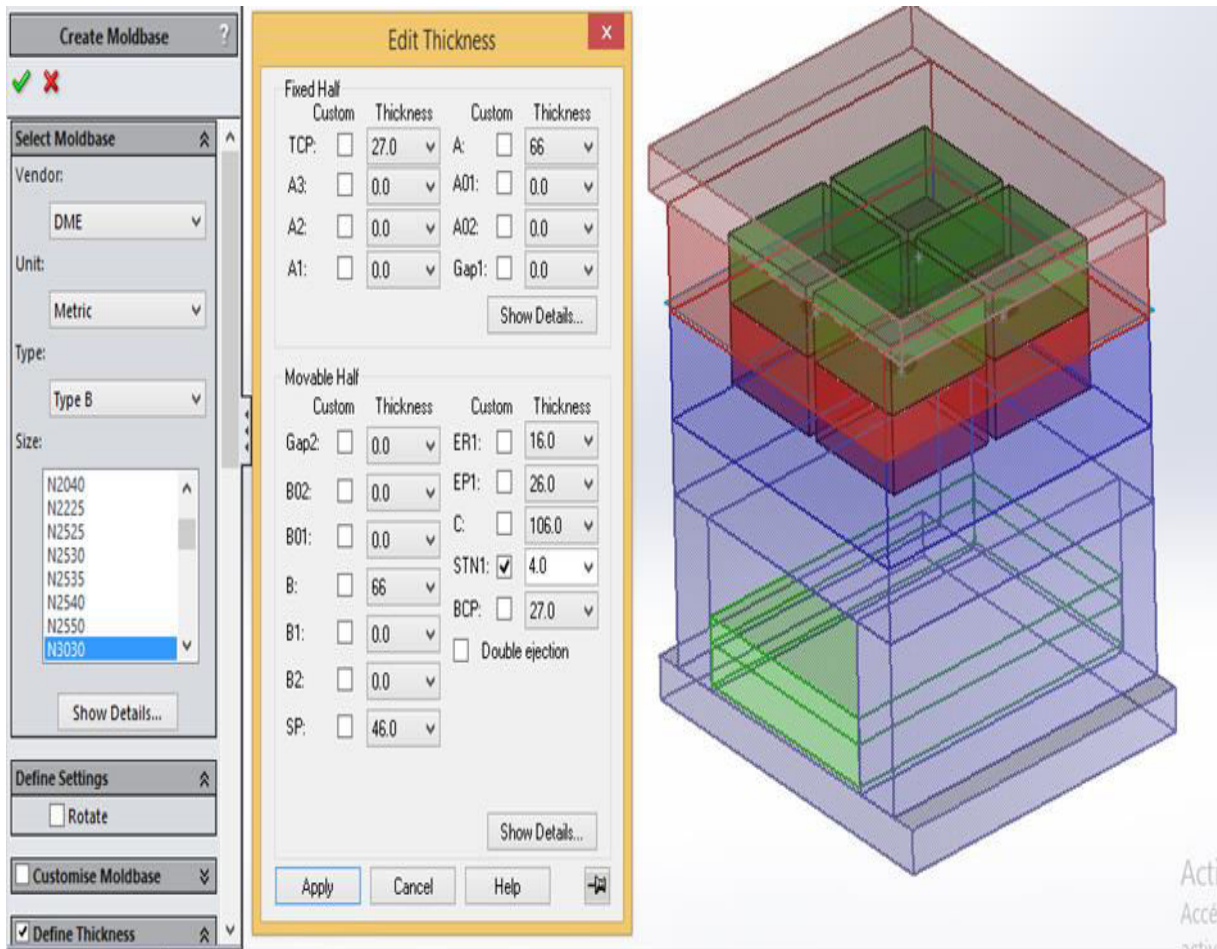 Create Moldbase ?
Select Moldbase
Vendor:
DME
Unit:
Metric
Type:
Type B
Size:
N2040
N2225
N2525
N2530
N2535
N2540
N2550
N3030
Show Details...
Define Settings
Rotate
Customise Moldbase
Define Thickness
Edit Thickness x
Fixed Half
Custom Thickness Custom Thickness
TCP: 27.0 A: 66
A3: 0.0 A01: 0.0
A2: 0.0 A02: 0.0
A1: 0.0 Gap1: 0.0
Show Details...
Movable Half
Custom Thickness Custom Thickness
Gap2: 0.0 ER1: 16.0
B02: 0.0 EP1: 26.0
B01: 0.0 C: 106.0
B: 66 STN1: 4.0
B1: 0.0 BCP: 27.0
B2: 0.0 Double ejection
SP: 46.0
Show Details...
Apply Cancel Help
Acti
Accé